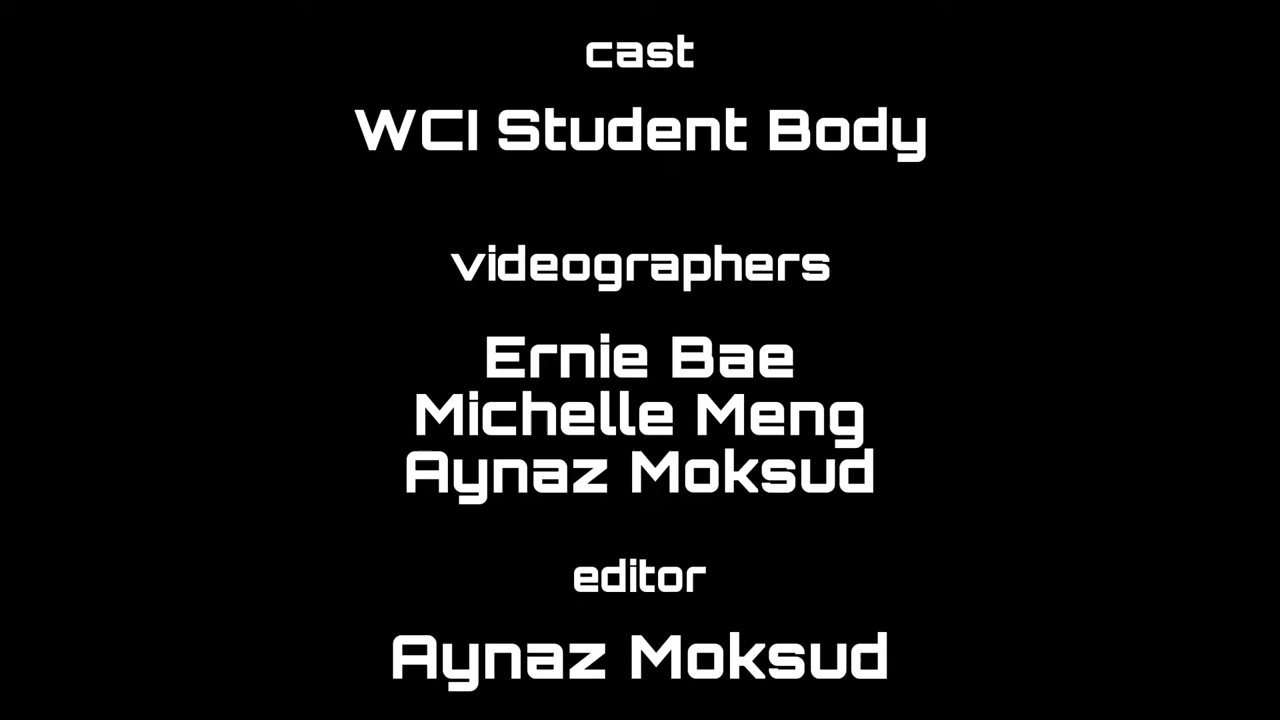 cast
WCI Student Body
videographers
Ernie Bae
Michelle Meng
Aynaz Moksud
editor
Aynaz Moksud